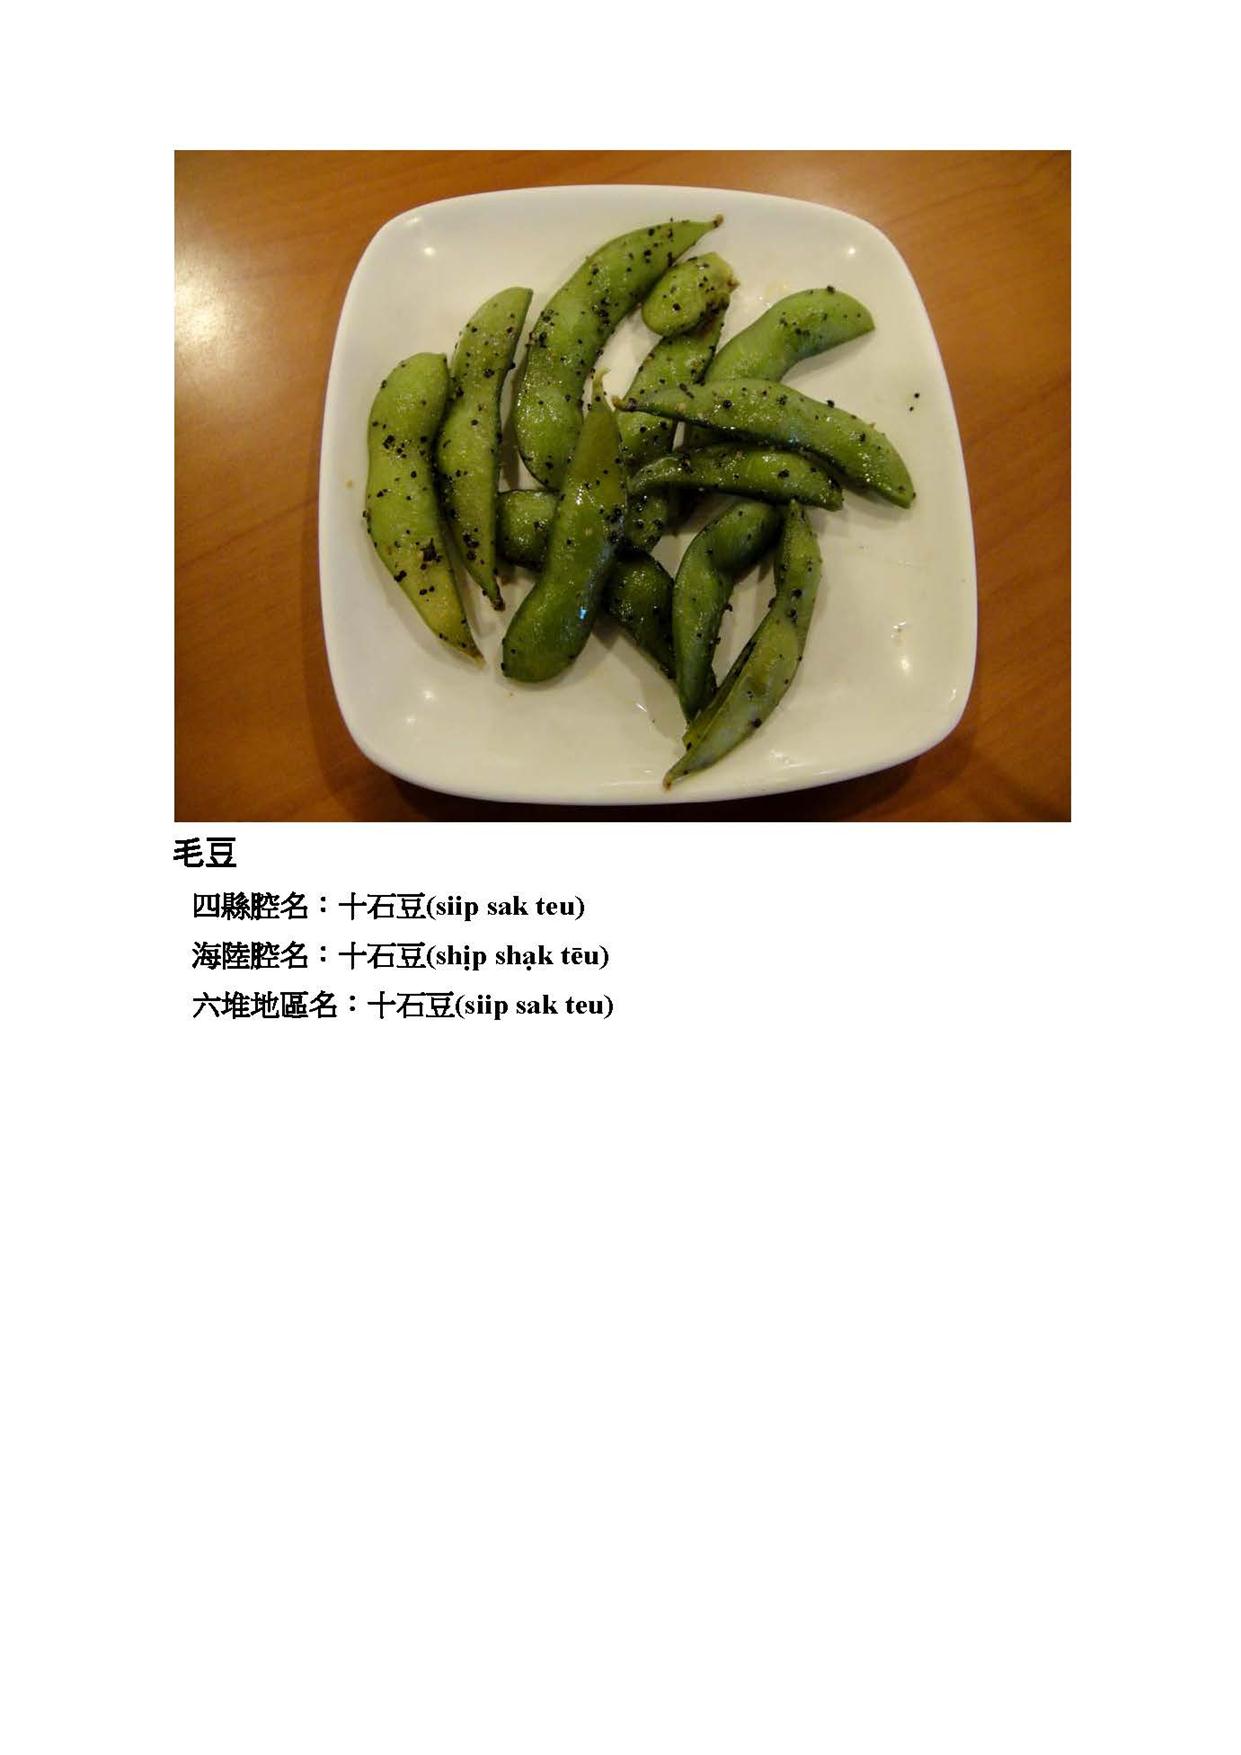 毛豆
四縣腔名：十石豆(siip sak teu)
海陸腔名：十石豆(shịp shạk tēu)
六堆地區名：十石豆(siip sak teu)